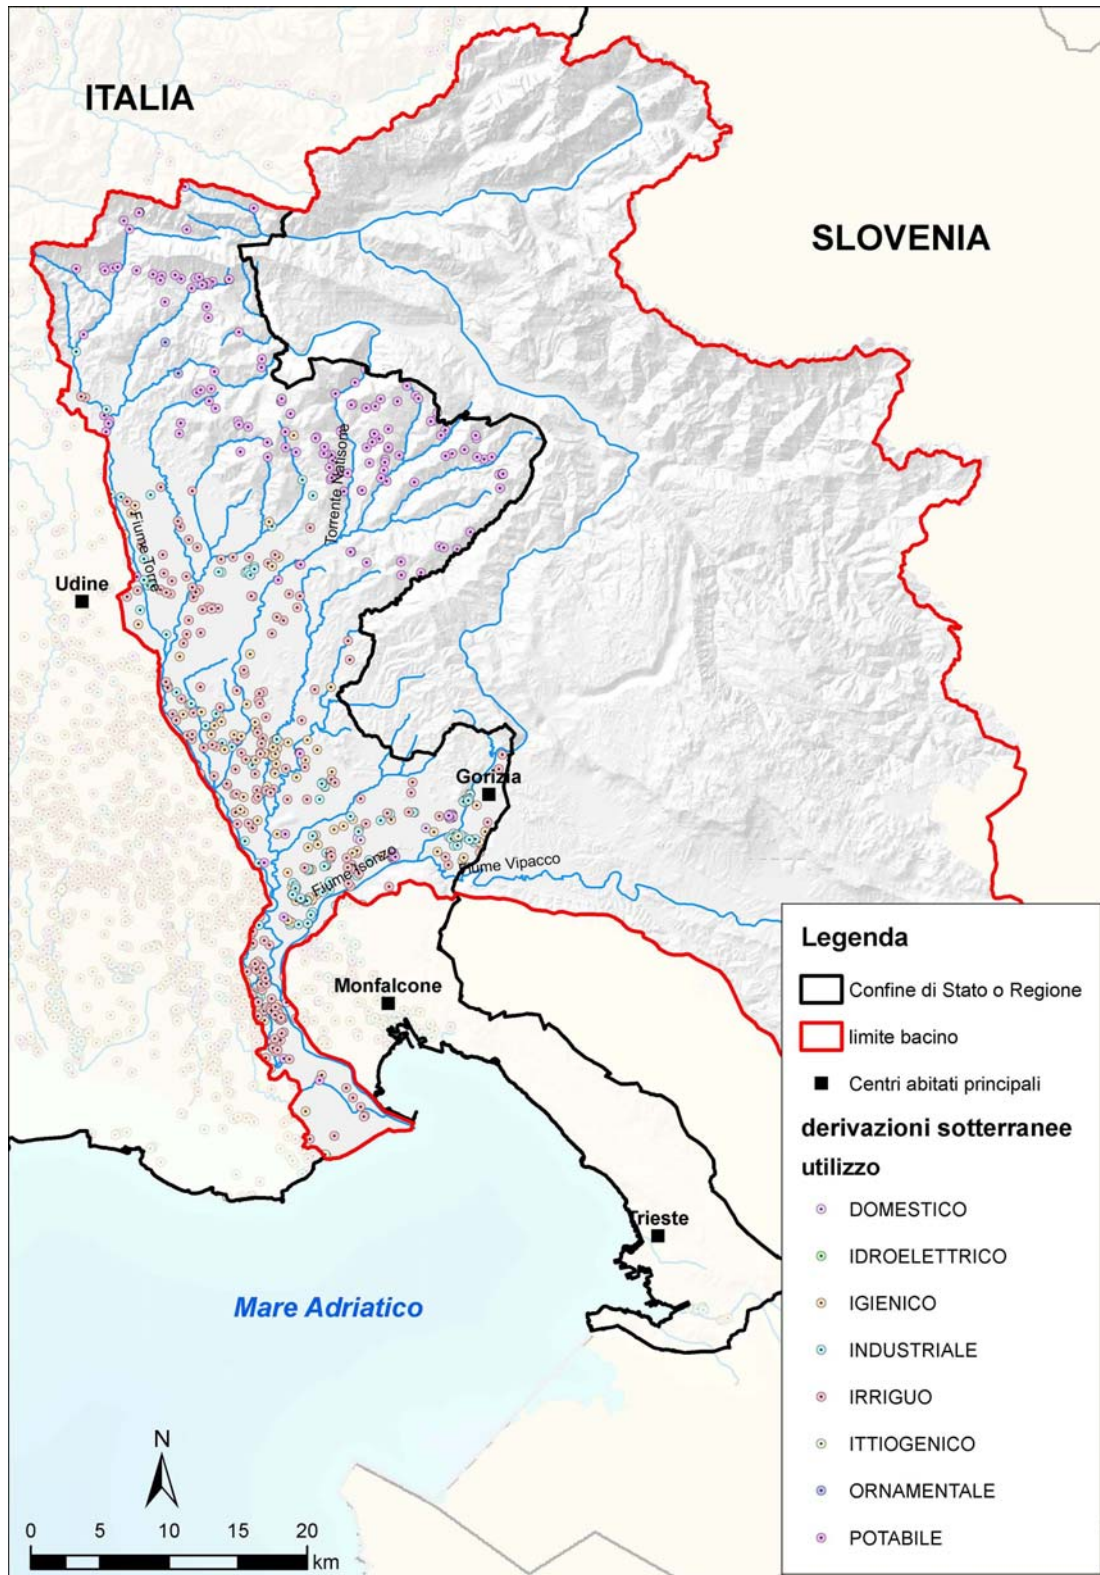 ITALIA
SLOVENIA
Torrente Natisone
Fiume Torre
Udine
Gorizia
Fiume Vipacco
Fiume Isonzo
Monfalcone
Trieste
Mare Adriatico
N
0 5 10 15 20
km
Legenda
Confine di Stato o Regione
limite bacino
Centri abitati principali
derivazioni sotterranee
utilizzo
DOMESTICO
IDROELETTRICO
IGIENICO
INDUSTRIALE
IRRIGUO
ITTIOGENICO
ORNAMENTALE
POTABILE